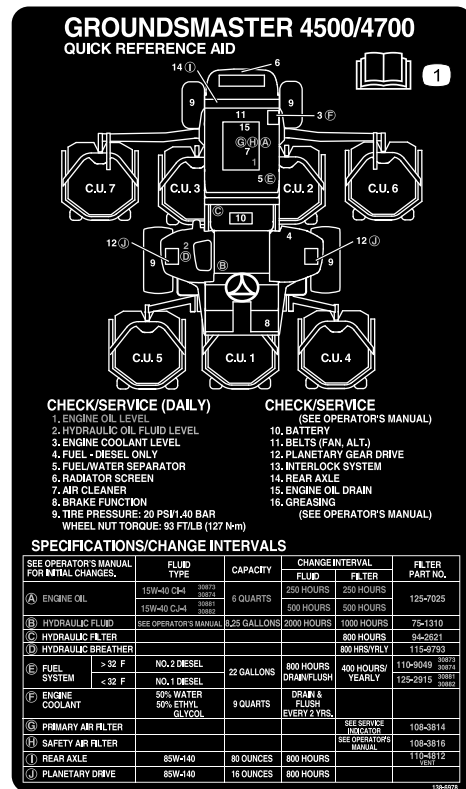 GROUNDSMASTER 4500/4700
QUICK REFERENCE AID
1
14 Ⓘ
6
9
9
11
15
3 Ⓕ
Ⓖ Ⓗ Ⓐ
7
1
5 Ⓔ
C.U. 7
C.U. 3
C.U. 2
C.U. 6
Ⓒ
10
12 Ⓙ
2
Ⓓ
4
12 Ⓙ
9
Ⓑ
9
8
C.U. 5
C.U. 1
C.U. 4
CHECK/SERVICE (DAILY)
1. ENGINE OIL LEVEL
2. HYDRAULIC OIL FLUID LEVEL
3. ENGINE COOLANT LEVEL
4. FUEL - DIESEL ONLY
5. FUEL/WATER SEPARATOR
6. RADIATOR SCREEN
7. AIR CLEANER
8. BRAKE FUNCTION
9. TIRE PRESSURE: 20 PSI/1.40 BAR
WHEEL NUT TORQUE: 93 FT/LB (127 N•m)
CHECK/SERVICE
(SEE OPERATOR'S MANUAL)
10. BATTERY
11. BELTS (FAN, ALT.)
12. PLANETARY GEAR DRIVE
13. INTERLOCK SYSTEM
14. REAR AXLE
15. ENGINE OIL DRAIN
16. GREASING
(SEE OPERATOR'S MANUAL)
SPECIFICATIONS/CHANGE INTERVALS
SEE OPERATOR'S MANUAL FOR INITIAL CHANGES. FLUID TYPE CAPACITY CHANGE INTERVAL FLUID FILTER FILTER PART NO.
Ⓐ ENGINE OIL 15W-40 CI-4 30873 30874 6 QUARTS 250 HOURS 250 HOURS 125-7025
15W-40 CJ-4 30881 30882 500 HOURS 500 HOURS
Ⓑ HYDRAULIC FLUID SEE OPERATOR'S MANUAL 8.25 GALLONS 2000 HOURS 1000 HOURS 75-1310
Ⓒ HYDRAULIC FILTER 800 HOURS 94-2621
Ⓓ HYDRAULIC BREATHER 800 HRS/YRLY 115-9793
Ⓔ FUEL SYSTEM > 32 F NO. 2 DIESEL 22 GALLONS 800 HOURS DRAIN/FLUSH 400 HOURS/ YEARLY 110-9049 30873 30874
< 32 F NO. 1 DIESEL 125-2915 30881 30882
Ⓕ ENGINE COOLANT 50% WATER 50% ETHYL GLYCOL 9 QUARTS DRAIN & FLUSH EVERY 2 YRS.
Ⓖ PRIMARY AIR FILTER SEE SERVICE INDICATOR 108-3814
Ⓗ SAFETY AIR FILTER SEE OPERATOR'S MANUAL 108-3816
Ⓘ REAR AXLE 85W-140 80 OUNCES 800 HOURS 110-4812 VENT
Ⓙ PLANETARY DRIVE 85W-140 16 OUNCES 800 HOURS
138-6978